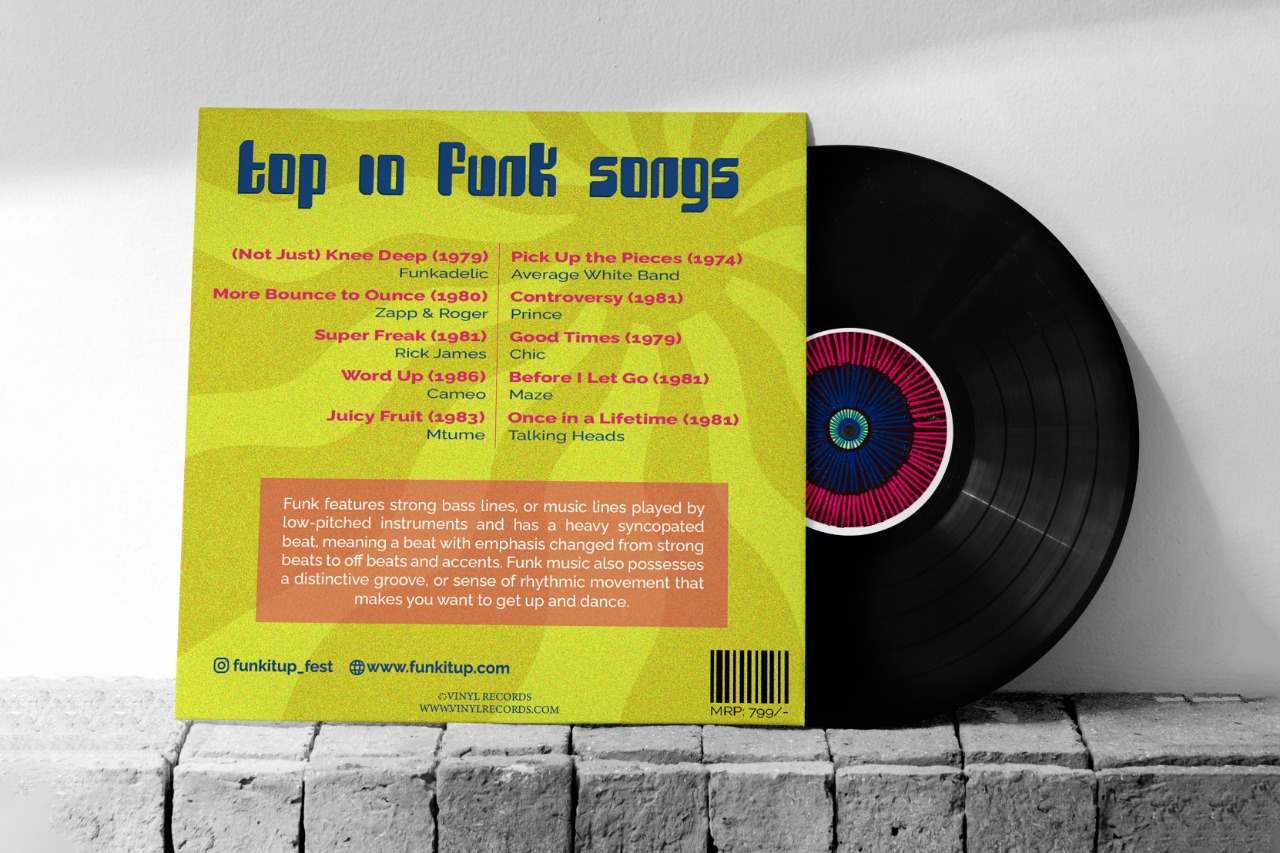 top 10 funk songs
(Not Just) Knee Deep (1979)
Funkadelic
More Bounce to Ounce (1980)
Zapp & Roger
Super Freak (1981)
Rick James
Word Up (1986)
Cameo
Juicy Fruit (1983)
Mtume
Pick Up the Pieces (1974)
Average White Band
Controversy (1981)
Prince
Good Times (1979)
Chic
Before I Let Go (1981)
Maze
Once in a Lifetime (1981)
Talking Heads
Funk features strong bass lines, or music lines played by
low-pitched instruments and has a heavy syncopated
beat, meaning a beat with emphasis changed from strong
beats to off beats and accents. Funk music also possesses
a distinctive groove, or sense of rhythmic movement that
makes you want to get up and dance.
funkitup_fest www.funkitup.com
©VINYL RECORDS
WWW.VINYLRECORDS.COM
MRP: 799/-